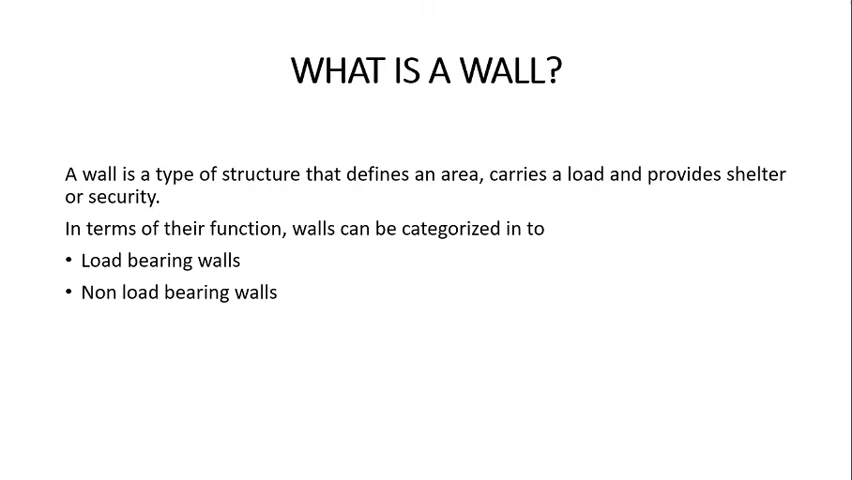 WHAT IS A WALL?
A wall is a type of structure that defines an area, carries a load and provides shelter
or security.
In terms of their function, walls can be categorized in to
• Load bearing walls
• Non load bearing walls